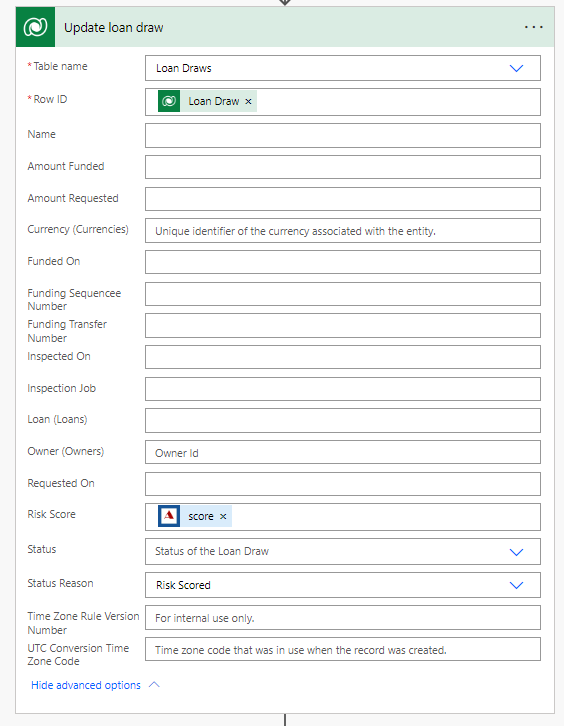 Update loan draw
* Table name
Loan Draws
* Row ID
Loan Draw ×
Name
Amount Funded
Amount Requested
Currency (Currencies)
Unique identifier of the currency associated with the entity.
Funded On
Funding Sequencee
Number
Funding Transfer
Number
Inspected On
Inspection Job
Loan (Loans)
Owner (Owners)
Owner Id
Requested On
Risk Score
score ×
Status
Status of the Loan Draw
Status Reason
Risk Scored
Time Zone Rule Version
Number
For internal use only.
UTC Conversion Time
Zone Code
Time zone code that was in use when the record was created.
Hide advanced options